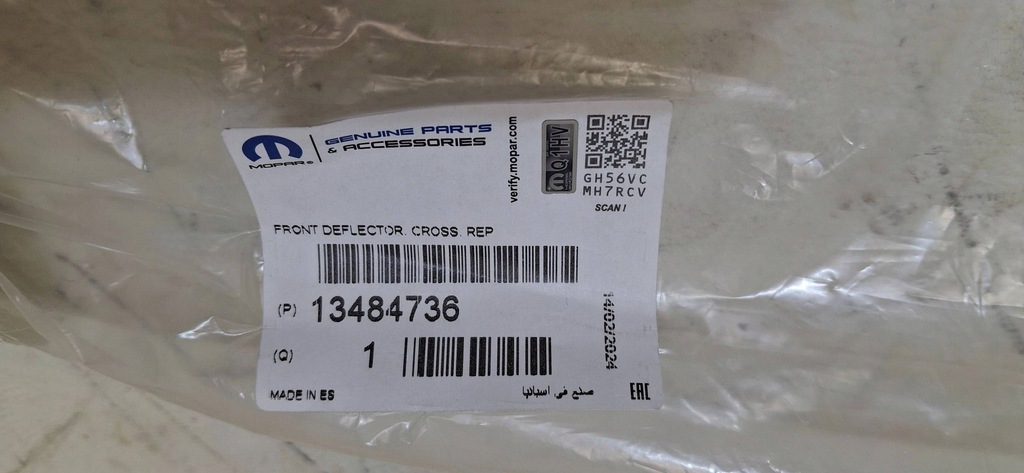 MOPAR®
GENUINE PARTS
& ACCESSORIES
verify.mopar.com
MQ1HV
GH56VC
MH7RCV
SCAN !
FRONT DEFLECTOR. CROSS. REP
(P) 13484736
14/02/2024
(Q) 1
MADE IN ES
صنع في اسبانيا
EAC